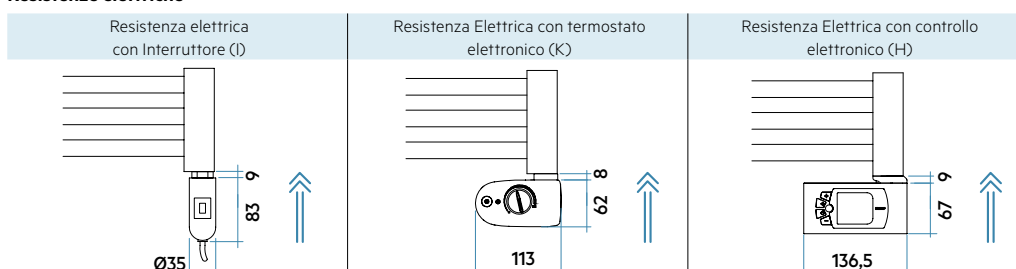 Resistenza elettrica
con Interruttore (I)
Resistenza Elettrica con termostato
elettronico (K)
Resistenza Elettrica con controllo
elettronico (H)
9
83
Ø35
8
62
113
9
67
136,5